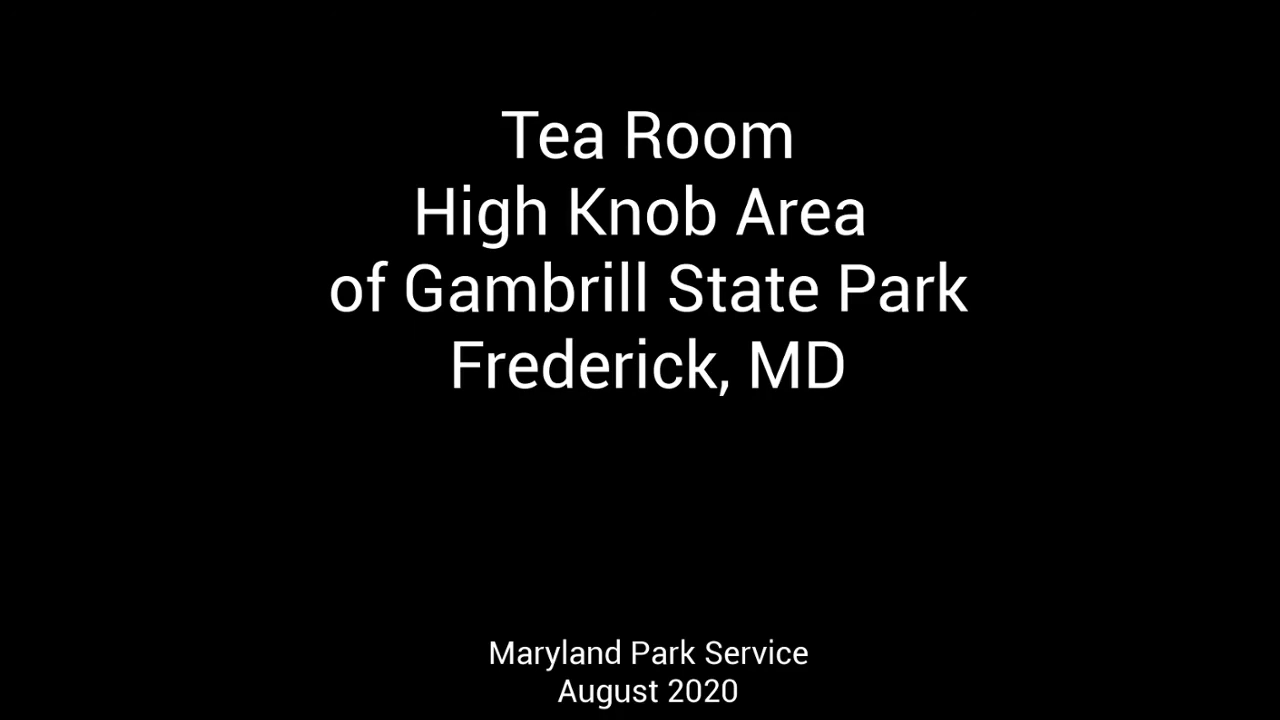 Tea Room
High Knob Area
of Gambrill State Park
Frederick, MD
Maryland Park Service
August 2020